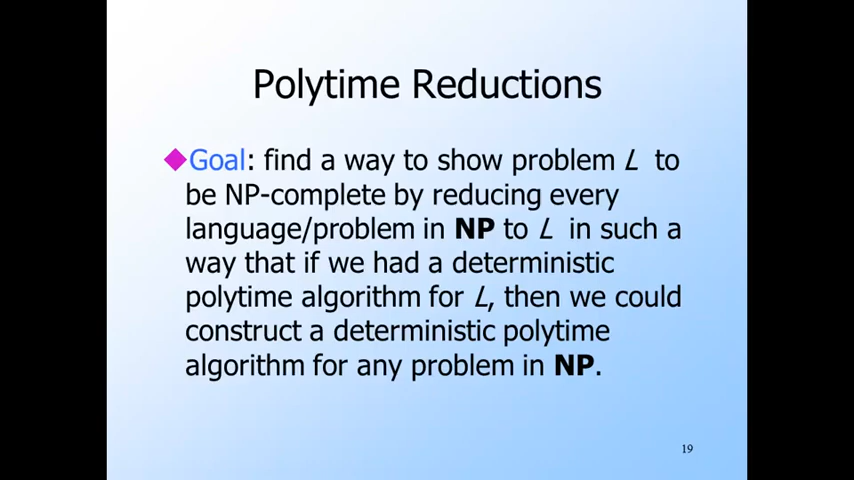 Polytime Reductions
Goal: find a way to show problem L to
be NP-complete by reducing every
language/problem in NP to L in such a
way that if we had a deterministic
polytime algorithm for L, then we could
construct a deterministic polytime
algorithm for any problem in NP.
19